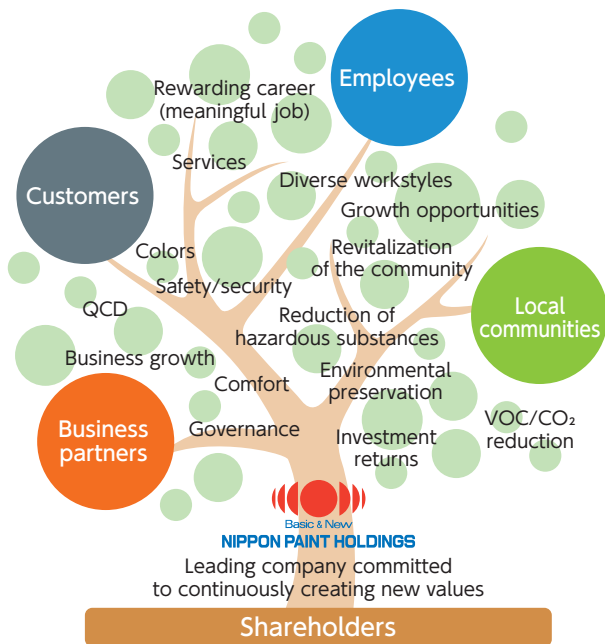 Employees
Rewarding career
(meaningful job)
Services
Customers
Diverse workstyles
Growth opportunities
Colors
Revitalization
of the community
Safety/security
QCD
Reduction of
hazardous substances
Local
communities
Business growth
Comfort
Environmental
preservation
Business
partners
Governance
Investment
returns
VOC/CO₂
reduction
Basic & New
NIPPON PAINT HOLDINGS
Leading company committed
to continuously creating new values
Shareholders